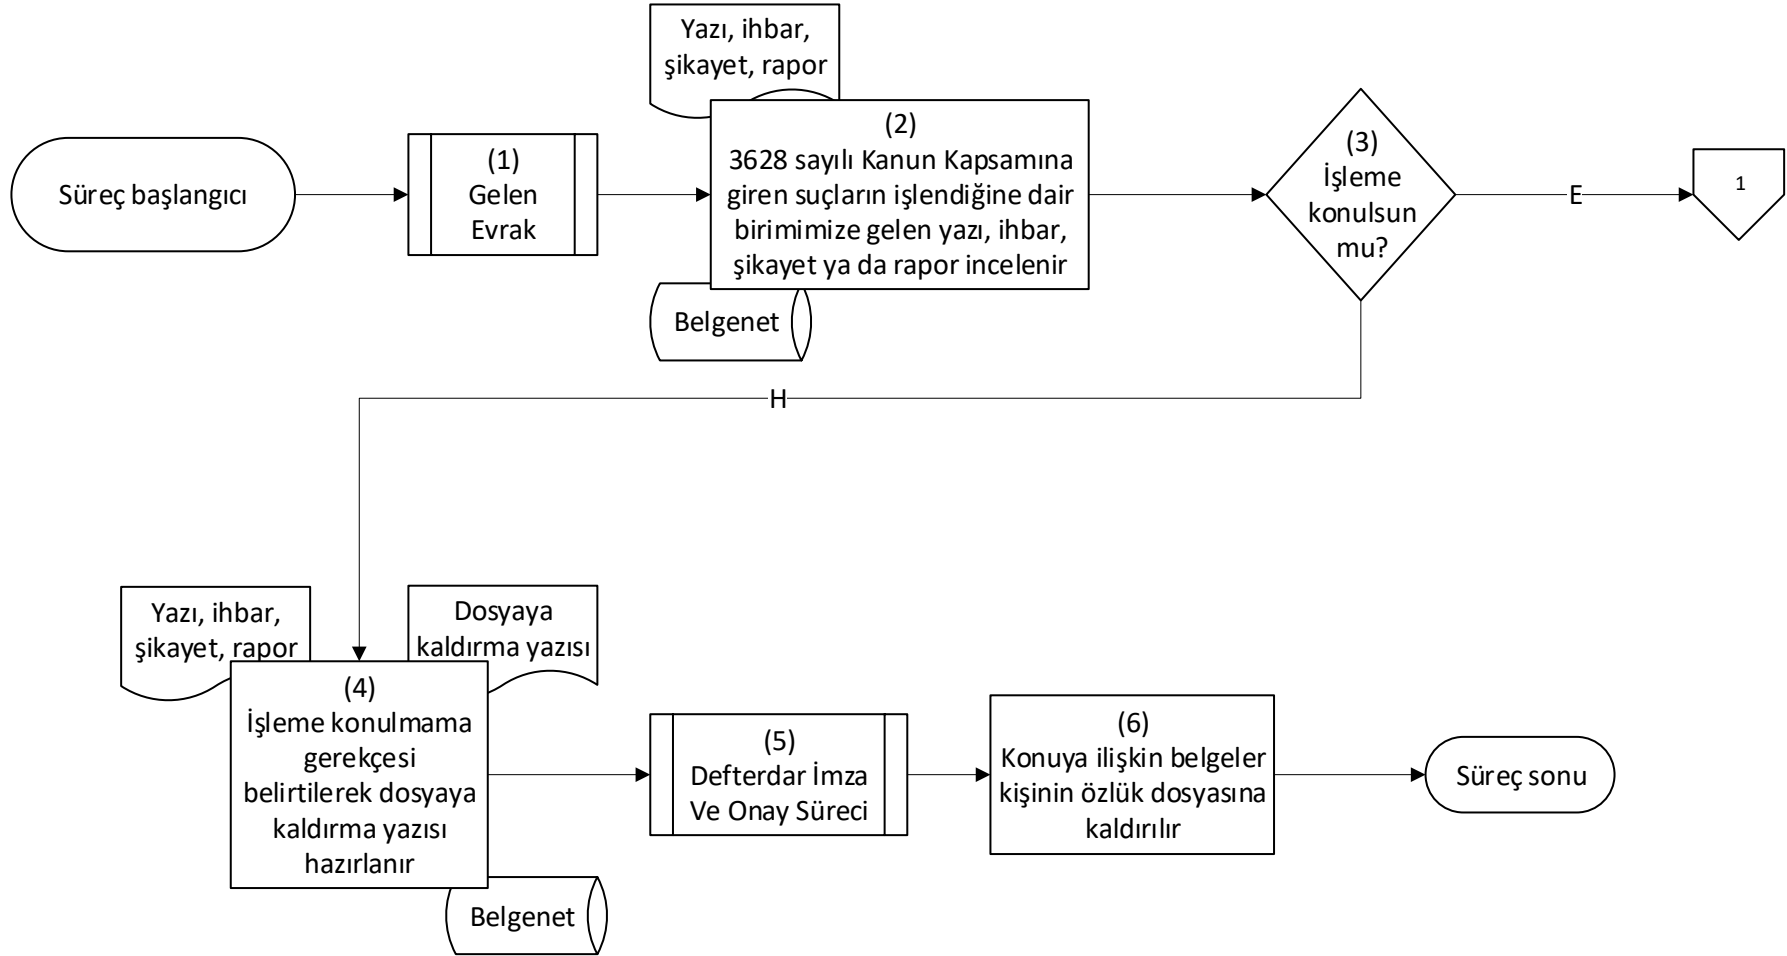 Yazı, ihbar,
şikayet, rapor
Süreç başlangıcı
(1)
Gelen
Evrak
(2)
3628 sayılı Kanun Kapsamına
giren suçların işlendiğine dair
birimimize gelen yazı, ihbar,
şikayet ya da rapor incelenir
Belgenet
(3)
İşleme
konulsun
mu?
E
1
H
Yazı, ihbar,
şikayet, rapor
Dosyaya
kaldırma yazısı
(4)
İşleme konulmama
gerekçesi
belirtilerek dosyaya
kaldırma yazısı
hazırlanır
Belgenet
(5)
Defterdar İmza
Ve Onay Süreci
(6)
Konuya ilişkin belgeler
kişinin özlük dosyasına
kaldırılır
Süreç sonu